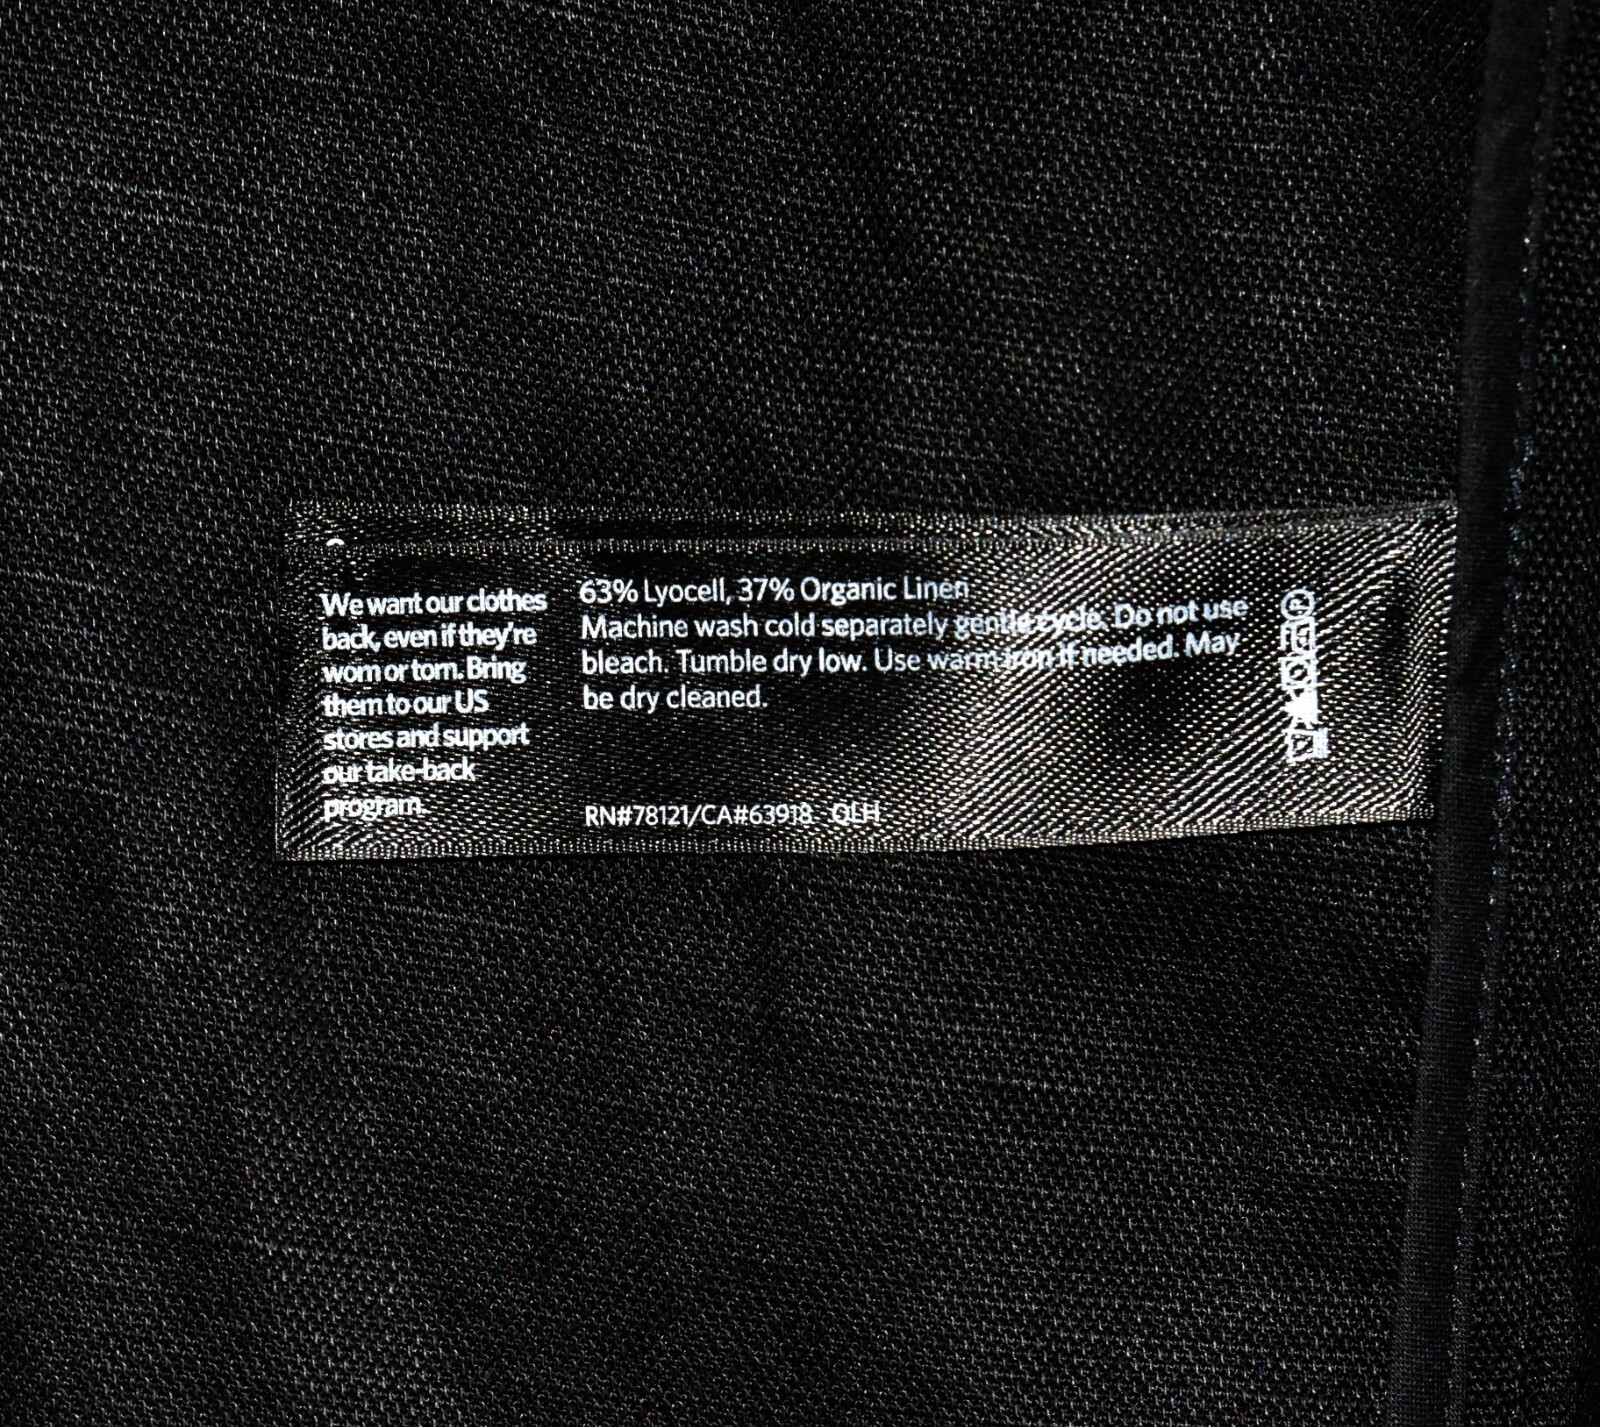 We want our clothes
back, even if they're
worn or torn. Bring
them to our US
stores and support
our take-back
program.
63% Lyocell, 37% Organic Linen
Machine wash cold separately gentle cycle. Do not use
bleach. Tumble dry low. Use warm iron if needed. May
be dry cleaned.
RN#78121/CA#63918 QLH
P